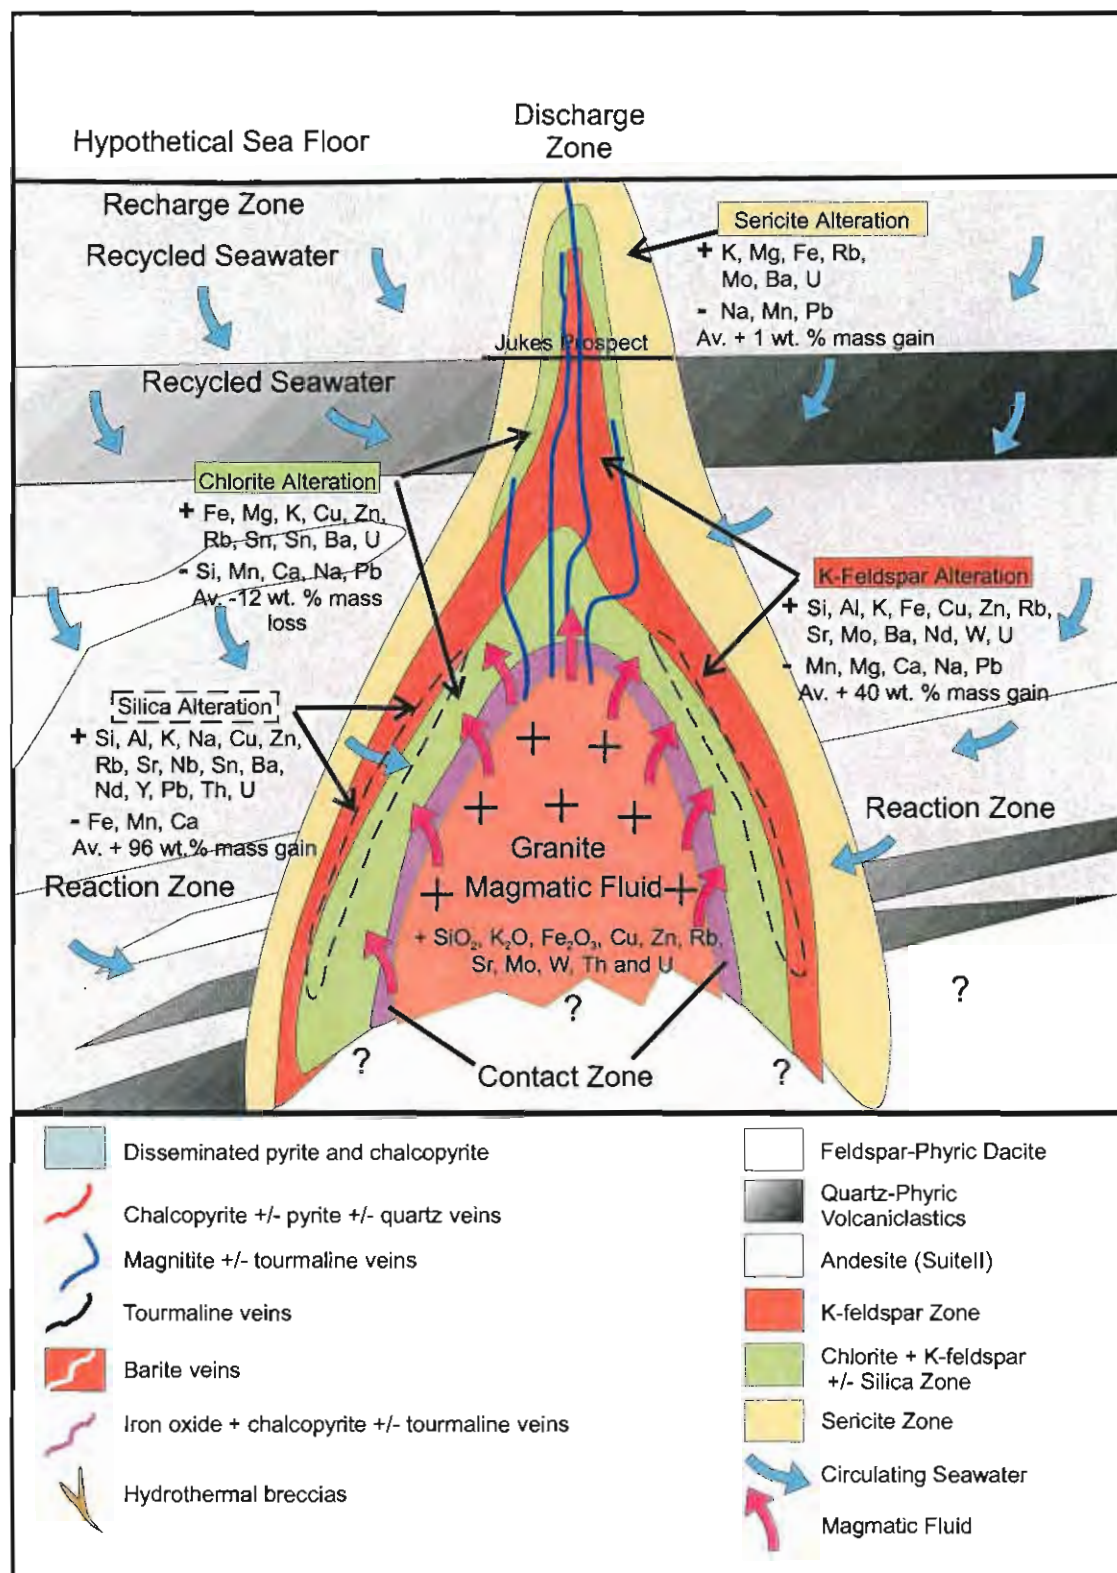 Hypothetical Sea Floor
Discharge
Zone
Recharge Zone
Recycled Seawater
Sericite Alteration
+ K, Mg, Fe, Rb,
Mo, Ba, U
- Na, Mn, Pb
Av. + 1 wt. % mass gain
Jukes Prospect
Recycled Seawater
Chlorite Alteration
+ Fe, Mg, K, Cu, Zn,
Rb, Sn, Sn, Ba, U
- Si, Mn, Ca, Na, Pb
Av. -12 wt. % mass
loss
K-Feldspar Alteration
+ Si, Al, K, Fe, Cu, Zn, Rb,
Sr, Mo, Ba, Nd, W, U
- Mn, Mg, Ca, Na, Pb
Av. + 40 wt. % mass gain
Silica Alteration
+ Si, Al, K, Na, Cu, Zn,
Rb, Sr, Nb, Sn, Ba,
Nd, Y, Pb, Th, U
- Fe, Mn, Ca
Av. + 96 wt.% mass gain
Reaction Zone
Reaction Zone
Granite
Magmatic Fluid
+ SiO₂, K₂O, Fe₂O₃, Cu, Zn, Rb,
Sr, Mo, W, Th and U
?
?
?
?
Contact Zone
Disseminated pyrite and chalcopyrite
Chalcopyrite +/- pyrite +/- quartz veins
Magnitite +/- tourmaline veins
Tourmaline veins
Barite veins
Iron oxide + chalcopyrite +/- tourmaline veins
Hydrothermal breccias
Feldspar-Phyric Dacite
Quartz-Phyric
Volcaniclastics
Andesite (SuiteII)
K-feldspar Zone
Chlorite + K-feldspar
+/- Silica Zone
Sericite Zone
Circulating Seawater
Magmatic Fluid